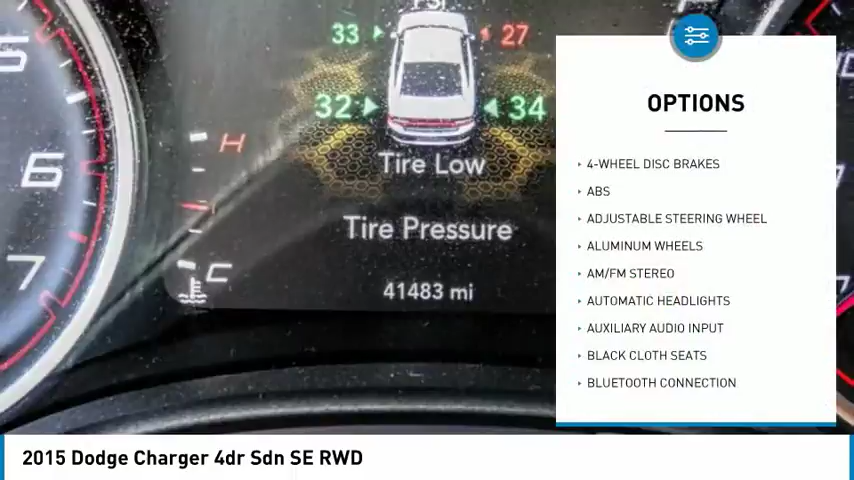 PSI
33
27
32
34
Tire Low
H
6
Tire Pressure
7
C
41483 mi
OPTIONS
4-WHEEL DISC BRAKES
ABS
ADJUSTABLE STEERING WHEEL
ALUMINUM WHEELS
AM/FM STEREO
AUTOMATIC HEADLIGHTS
AUXILIARY AUDIO INPUT
BLACK CLOTH SEATS
BLUETOOTH CONNECTION
2015 Dodge Charger 4dr Sdn SE RWD